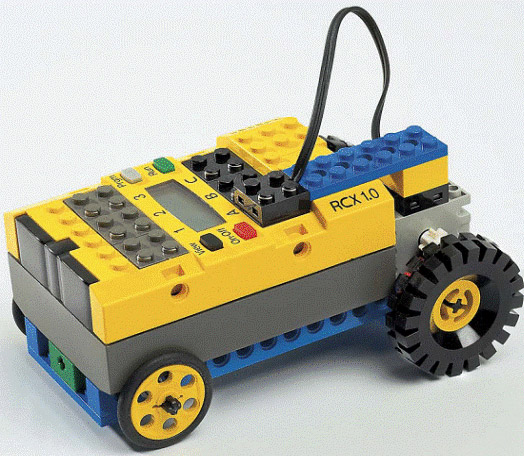 Prgm
Run
1 2 3
A B C
View
On-Off
RCX 1.0